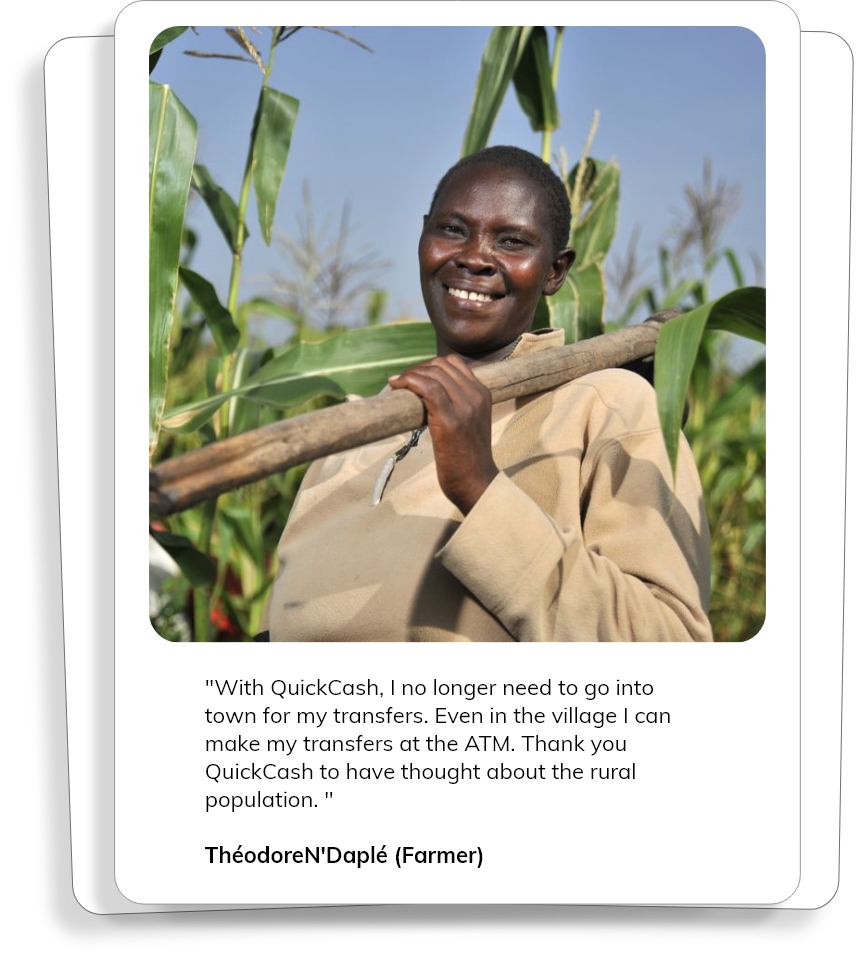 "With QuickCash, I no longer need to go into
town for my transfers. Even in the village I can
make my transfers at the ATM. Thank you
QuickCash to have thought about the rural
population. "
ThéodoreN'Daplé (Farmer)